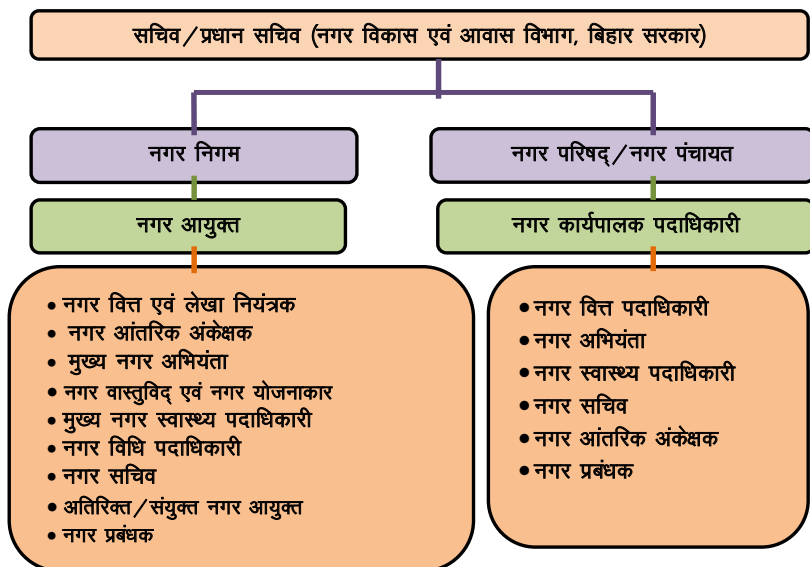 सचिव/प्रधान सचिव (नगर विकास एवं आवास विभाग, बिहार सरकार)
नगर निगम
नगर आयुक्त
• नगर वित्त एवं लेखा नियंत्रक
• नगर आंतरिक अंकेक्षक
• मुख्य नगर अभियंता
• नगर वास्तुविद् एवं नगर योजनाकार
• मुख्य नगर स्वास्थ्य पदाधिकारी
• नगर विधि पदाधिकारी
• नगर सचिव
• अतिरिक्त/संयुक्त नगर आयुक्त
• नगर प्रबंधक
नगर परिषद्/नगर पंचायत
नगर कार्यपालक पदाधिकारी
• नगर वित्त पदाधिकारी
• नगर अभियंता
• नगर स्वास्थ्य पदाधिकारी
• नगर सचिव
• नगर आंतरिक अंकेक्षक
• नगर प्रबंधक